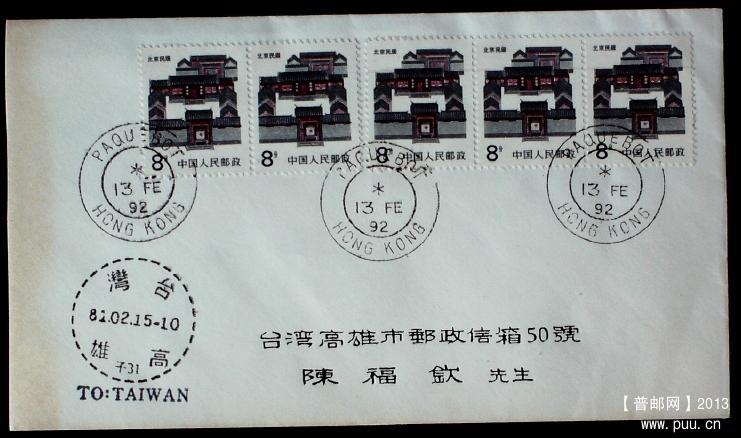 北京民居 北京民居 北京民居 北京民居 北京民居
8分 中国人民邮政 8分 中国人民邮政 8分 中国人民邮政 8分 中国人民邮政 8分 中国人民邮政
PAQUEBOT
13 FE
92
HONG KONG
PAQUEBOT
13 FE
92
HONG KONG
PAQUEBOT
13 FE
92
HONG KONG
台灣
81.02.15-10
高雄
子31
TO:TAIWAN
台湾高雄市郵政信箱50號
陳福欽 先生
【普邮网】2013
www.puu.cn